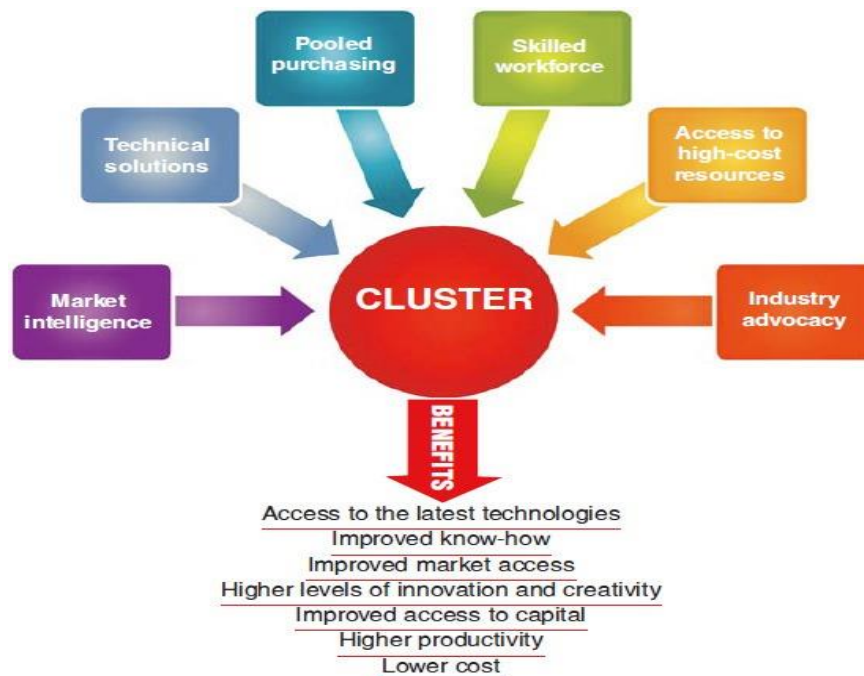 Pooled
purchasing
Skilled
workforce
Technical
solutions
Access to
high-cost
resources
Market
intelligence
CLUSTER
Industry
advocacy
BENEFITS
Access to the latest technologies
Improved know-how
Improved market access
Higher levels of innovation and creativity
Improved access to capital
Higher productivity
Lower cost